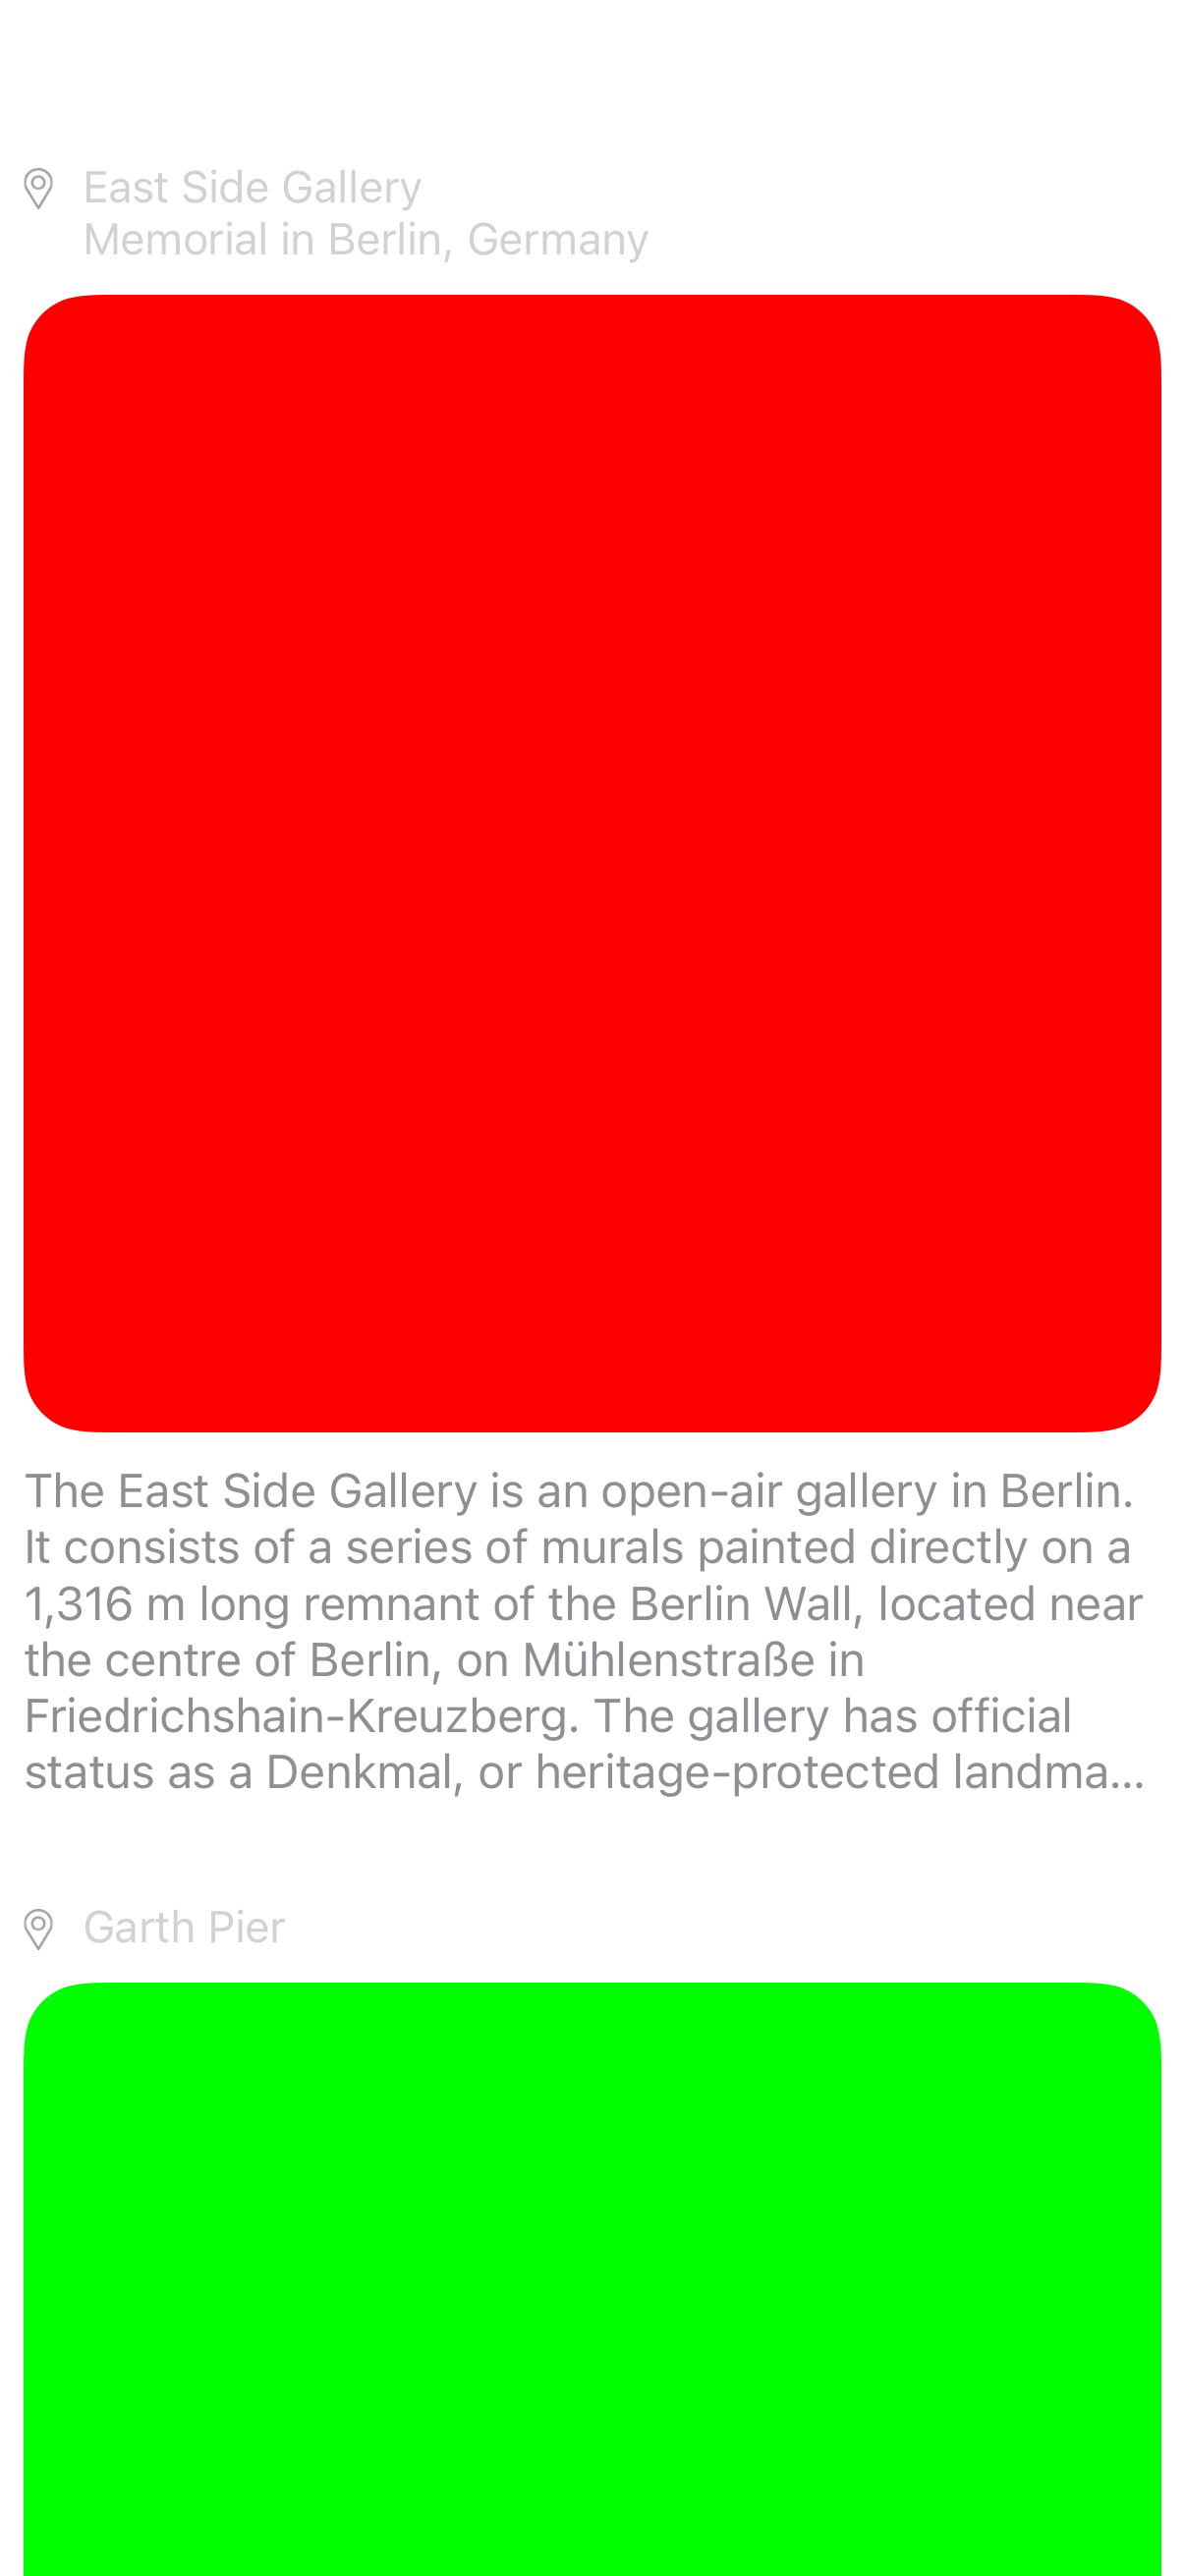 East Side Gallery
Memorial in Berlin, Germany
The East Side Gallery is an open-air gallery in Berlin.
It consists of a series of murals painted directly on a
1,316 m long remnant of the Berlin Wall, located near
the centre of Berlin, on Mühlenstraße in
Friedrichshain-Kreuzberg. The gallery has official
status as a Denkmal, or heritage-protected landma...
Garth Pier